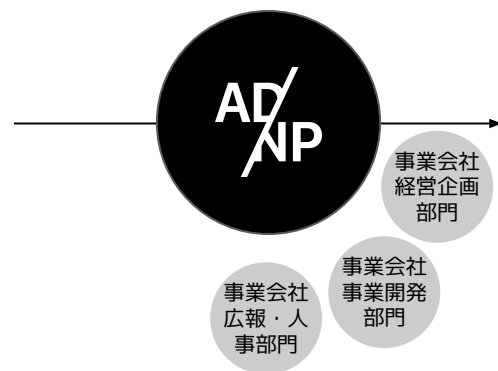 AD
NP
事業会社
経営企画
部門
事業会社
事業開発
部門
事業会社
広報・人
事部門